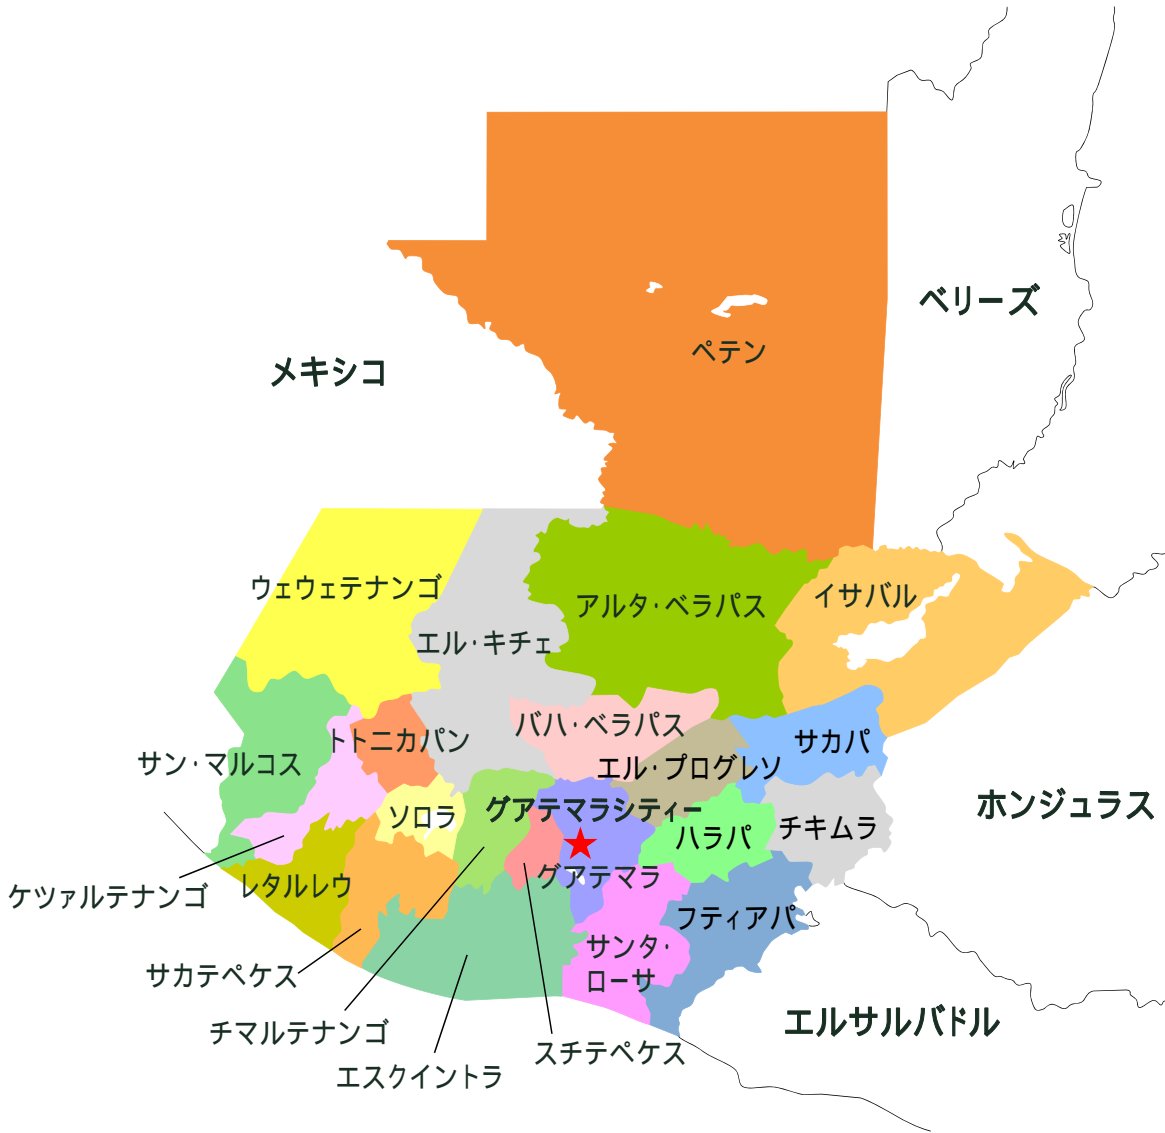 ベリーズ
ペテン
メキシコ
ウェウェテナンゴ
アルタ・ベラパス
イサバル
エル・キチェ
バハ・ベラパス
トトニカパン
サカパ
サン・マルコス
エル・プログレソ
グアテマラシティー
ホンジュラス
ソロラ
チキムラ
ハラパ
グアテマラ
レタルレウ
ケツァルテナンゴ
フティアパ
サンタ・
ローサ
サカテペケス
エルサルバドル
チマルテナンゴ
スチテペケス
エスクイントラ